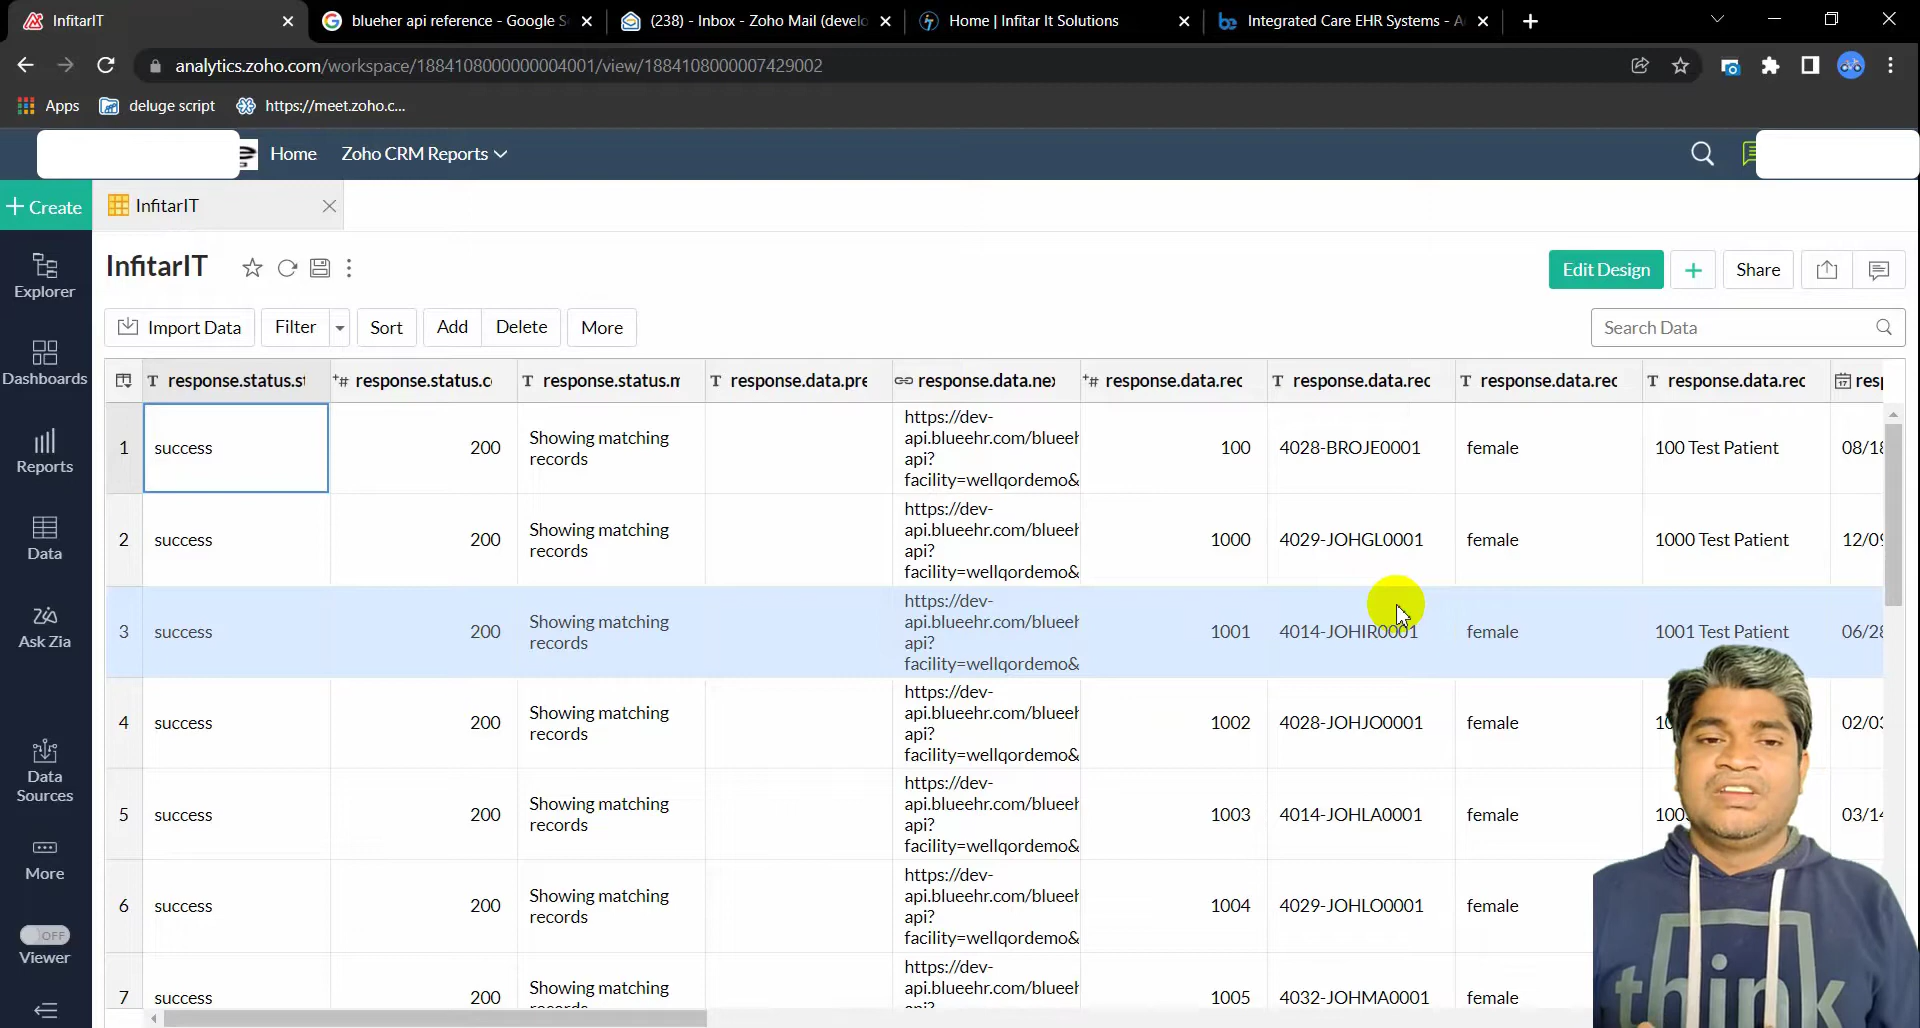 InfitarIT
blueher api reference - Google S
(238) - Inbox - Zoho Mail (develo
Home | Infitar It Solutions
Integrated Care EHR Systems - A
analytics.zoho.com/workspace/1884108000000004001/view/1884108000007429002
Apps
deluge script
https://meet.zoho.c...
Home
Zoho CRM Reports
+ Create
InfitarIT
InfitarIT
Edit Design
+
Share
Import Data
Filter
Sort
Add
Delete
More
Search Data
Explorer
Dashboards
Reports
Data
Ask Zia
Data
Sources
More
OFF
Viewer
T response.status.st
+# response.status.c
T response.status.m
T response.data.pre
response.data.nex
+# response.data.rec
T response.data.rec
T response.data.rec
T response.data.rec
17 resp
1 success 200 Showing matching
records
https://dev-
api.blueehr.com/blueeh
api?
facility=wellqordemo&
100 4028-BROJE0001 female 100 Test Patient 08/18
2 success 200 Showing matching
records
https://dev-
api.blueehr.com/blueeh
api?
facility=wellqordemo&
1000 4029-JOHGL0001 female 1000 Test Patient 12/09
3 success 200 Showing matching
records
https://dev-
api.blueehr.com/blueeh
api?
facility=wellqordemo&
1001 4014-JOHIR0001 female 1001 Test Patient 06/28
4 success 200 Showing matching
records
https://dev-
api.blueehr.com/blueeh
api?
facility=wellqordemo&
1002 4028-JOHJO0001 female 02/03
5 success 200 Showing matching
records
https://dev-
api.blueehr.com/blueeh
api?
facility=wellqordemo&
1003 4014-JOHLA0001 female 03/14
6 success 200 Showing matching
records
https://dev-
api.blueehr.com/blueeh
api?
facility=wellqordemo&
1004 4029-JOHLO0001 female
7 success 200 Showing matching
https://dev-
api.blueehr.com/blueeh
1005 4032-JOHMA0001 female
think